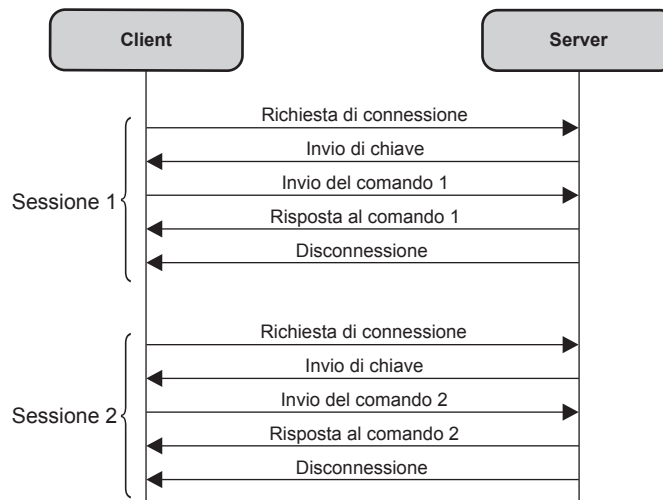 Client
Server
Richiesta di connessione
Invio di chiave
Invio del comando 1
Sessione 1
Risposta al comando 1
Disconnessione
Richiesta di connessione
Invio di chiave
Invio del comando 2
Sessione 2
Risposta al comando 2
Disconnessione